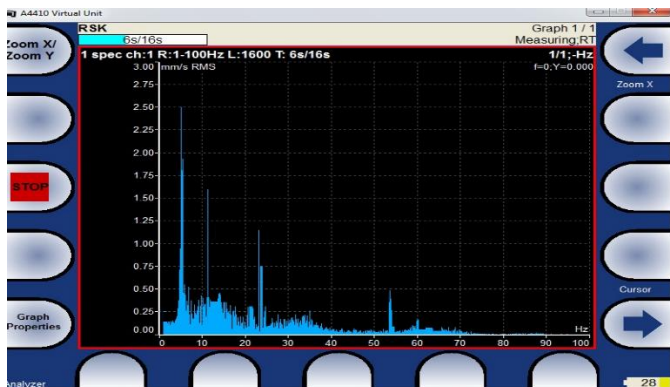 A4410 Virtual Unit
Zoom X/
Zoom Y
RSK
Graph 1 / 1
6s/16s
Measuring;RT
1 spec ch:1 R:1-100Hz L:1600 T: 6s/16s
1/1;-Hz
3.00 mm/s RMS
f=0;Y=0.000
Zoom X
2.75
2.50
2.25
2.00
1.75
STOP
1.50
1.25
1.00
0.75
0.50
Cursor
0.25
Graph
Properties
0.00
Hz
0 10 20 30 40 50 60 70 80 90 100
Analyzer
28